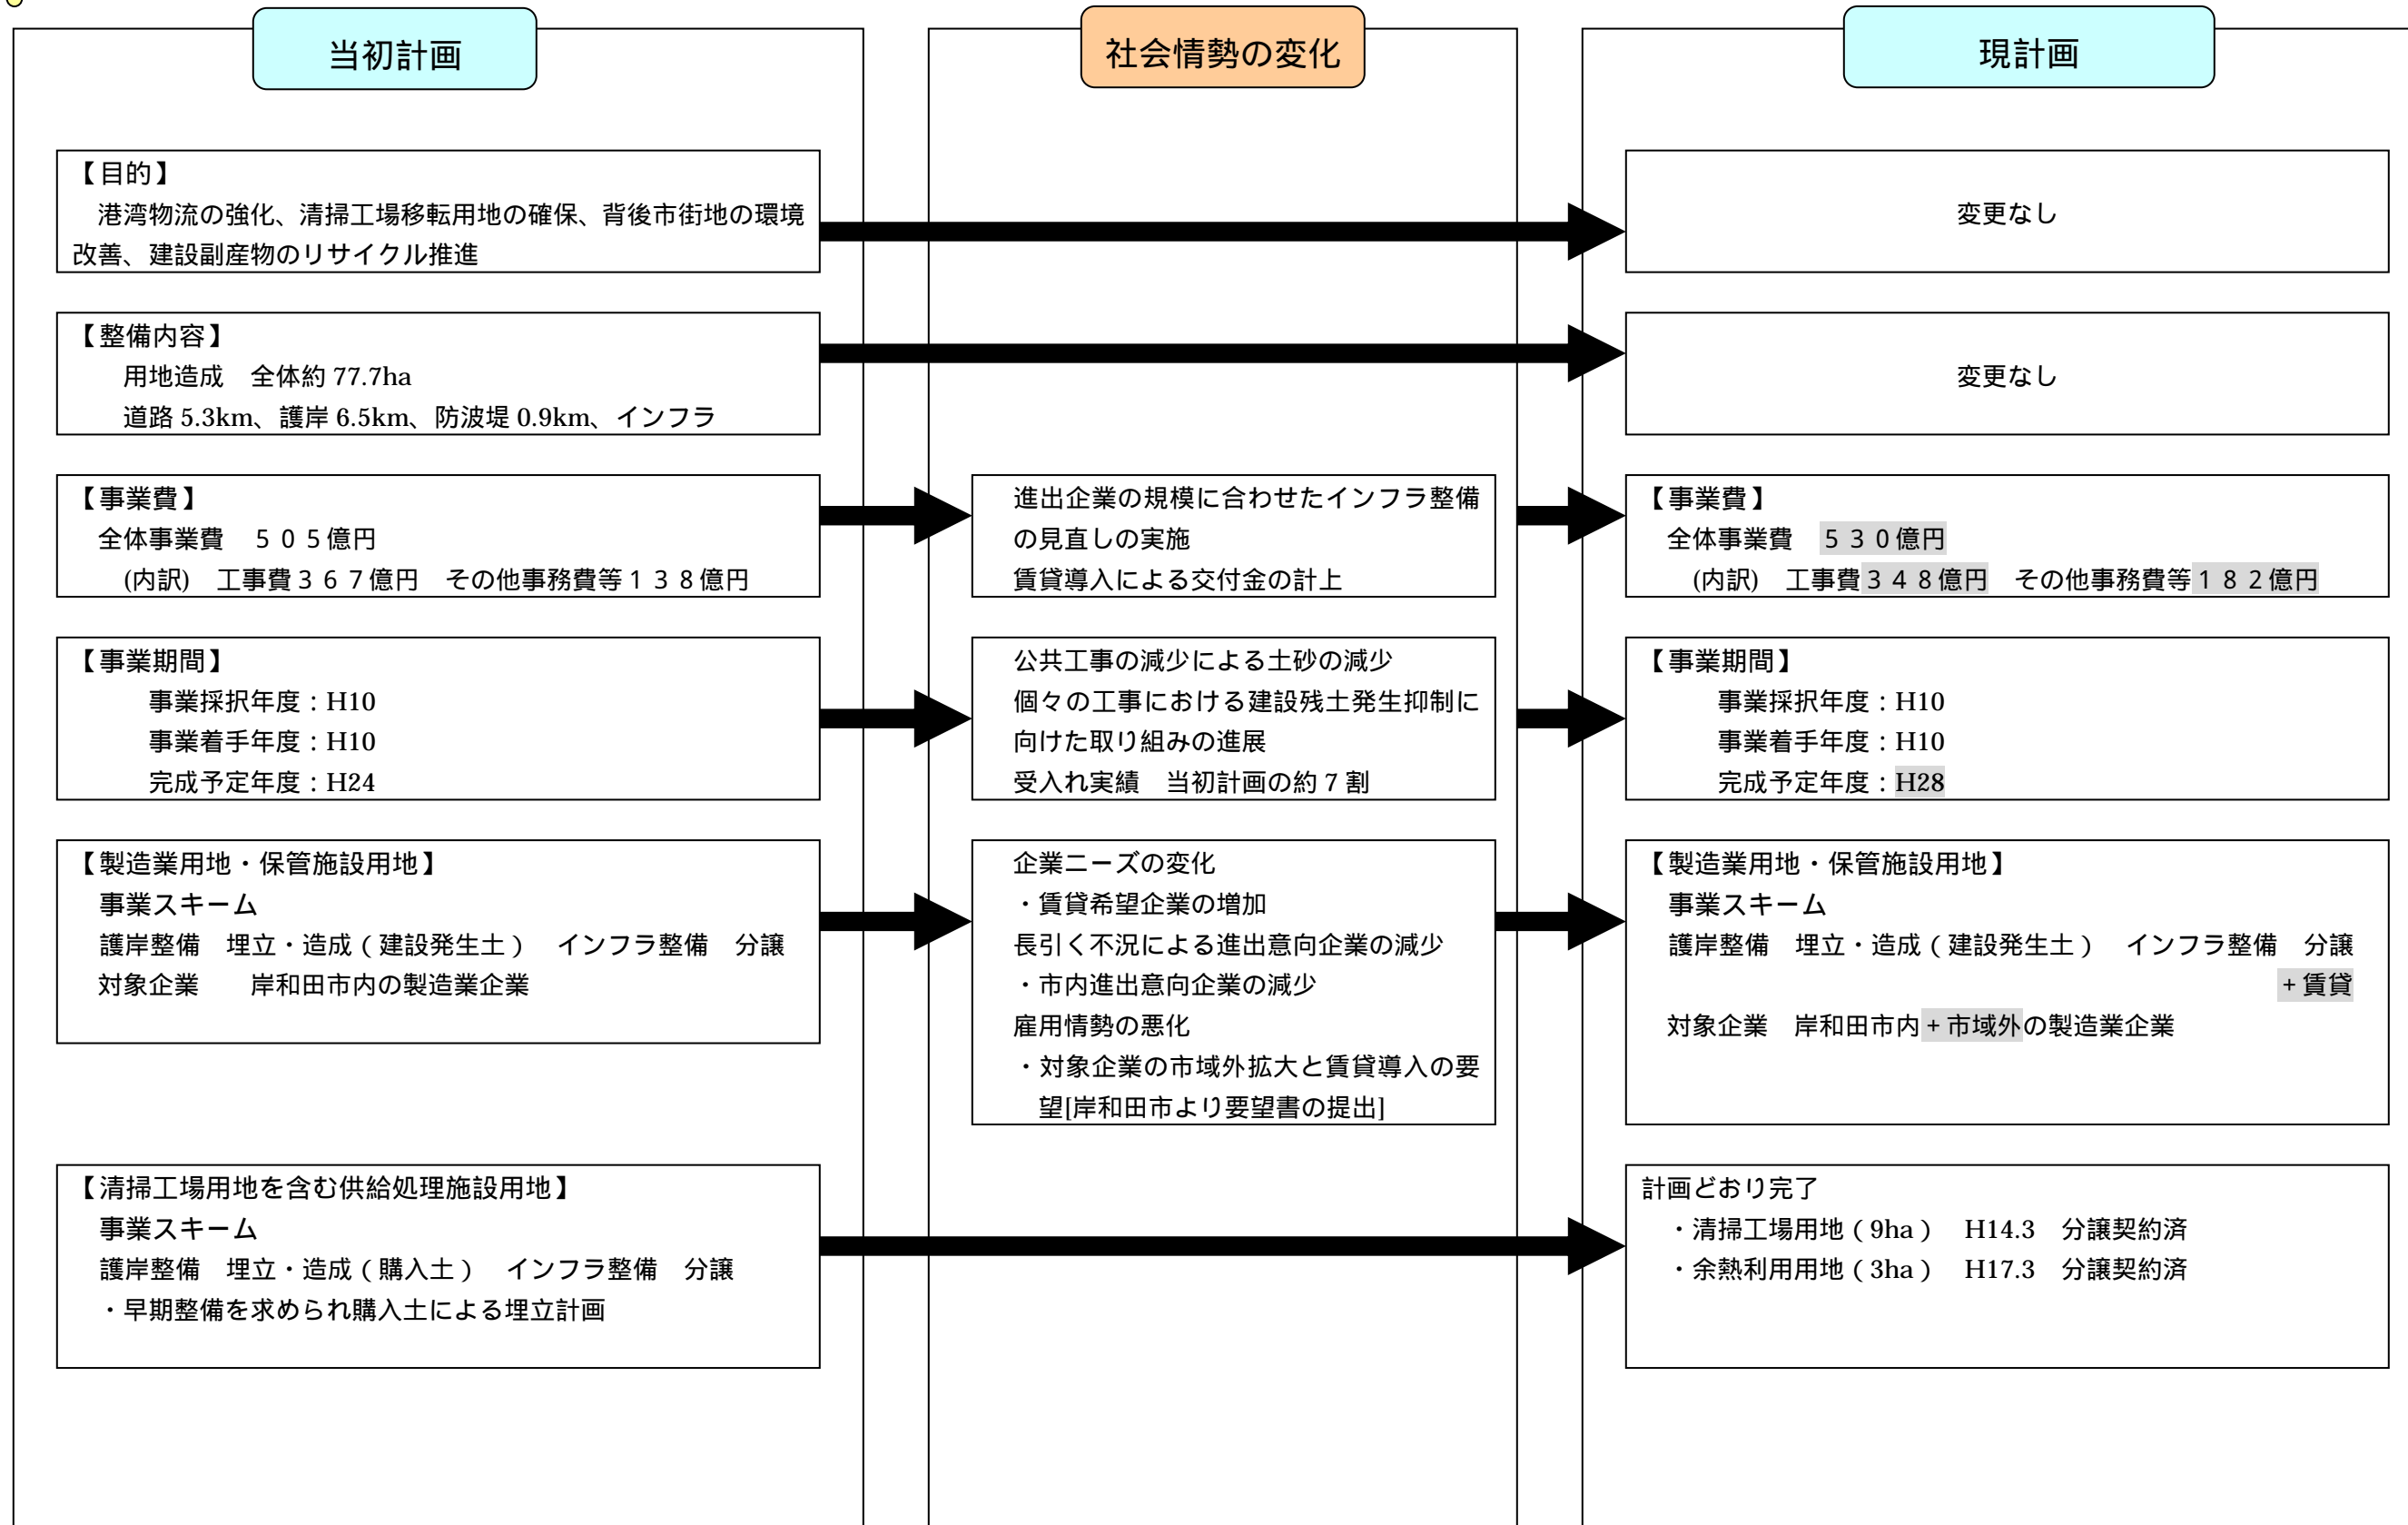 当初計画
社会情勢の変化
現計画
【目的】
港湾物流の強化、清掃工場移転用地の確保、背後市街地の環境
改善、建設副産物のリサイクル推進
変更なし
【整備内容】
用地造成　全体約 77.7ha
道路 5.3km、護岸 6.5km、防波堤 0.9km、インフラ
変更なし
【事業費】
全体事業費　５０５億円
(内訳)　工事費３６７億円　その他事務費等１３８億円
進出企業の規模に合わせたインフラ整備
の見直しの実施
賃貸導入による交付金の計上
【事業費】
全体事業費　５３０億円
(内訳)　工事費３４８億円　その他事務費等１８２億円
【事業期間】
事業採択年度：H10
事業着手年度：H10
完成予定年度：H24
公共工事の減少による土砂の減少
個々の工事における建設残土発生抑制に
向けた取り組みの進展
受入れ実績　当初計画の約７割
【事業期間】
事業採択年度：H10
事業着手年度：H10
完成予定年度：H28
【製造業用地・保管施設用地】
事業スキーム
護岸整備　埋立・造成（建設発生土）　インフラ整備　分譲
対象企業　　岸和田市内の製造業企業
企業ニーズの変化
・賃貸希望企業の増加
長引く不況による進出意向企業の減少
・市内進出意向企業の減少
雇用情勢の悪化
・対象企業の市域外拡大と賃貸導入の要
望[岸和田市より要望書の提出]
【製造業用地・保管施設用地】
事業スキーム
護岸整備　埋立・造成（建設発生土）　インフラ整備　分譲
＋賃貸
対象企業　岸和田市内＋市域外の製造業企業
【清掃工場用地を含む供給処理施設用地】
事業スキーム
護岸整備　埋立・造成（購入土）　インフラ整備　分譲
・早期整備を求められ購入土による埋立計画
計画どおり完了
・清掃工場用地（9ha）　H14.3　分譲契約済
・余熱利用用地（3ha）　H17.3　分譲契約済